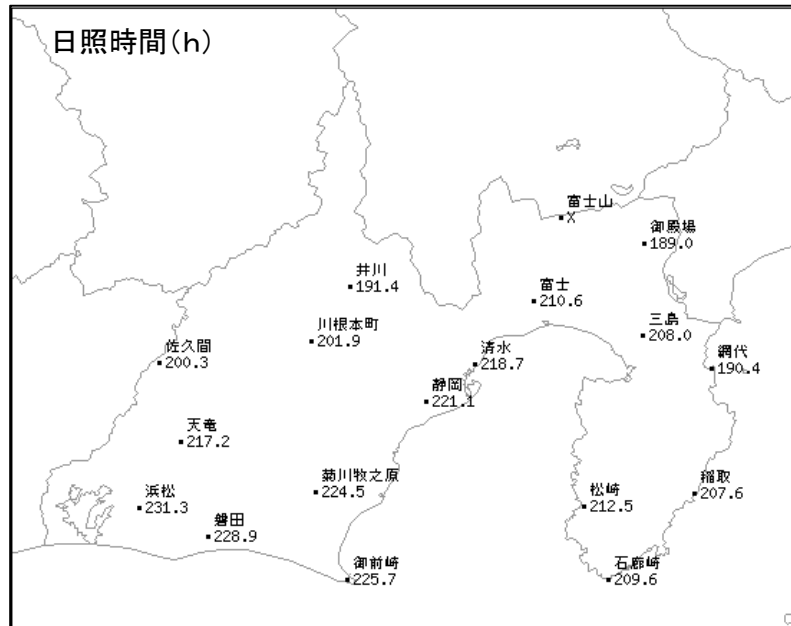 日照時間(h)
富士山
X
御殿場
189.0
井川
191.4
富士
210.6
川根本町
201.9
三島
208.0
佐久間
200.3
清水
218.7
網代
190.4
静岡
221.1
天竜
217.2
菊川牧之原
224.5
浜松
231.3
松崎
212.5
稲取
207.6
磐田
228.9
御前崎
225.7
石廊崎
209.6